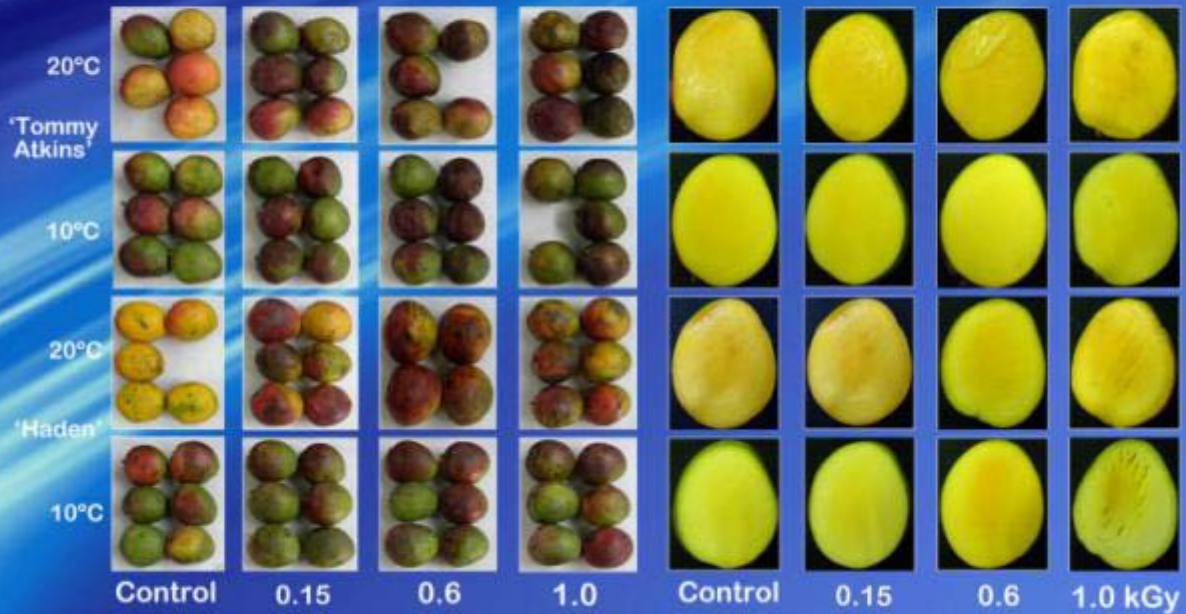 20°C
'Tommy
Atkins'
10°C
20°C
'Haden'
10°C
Control 0.15 0.6 1.0 Control 0.15 0.6 1.0 kGy